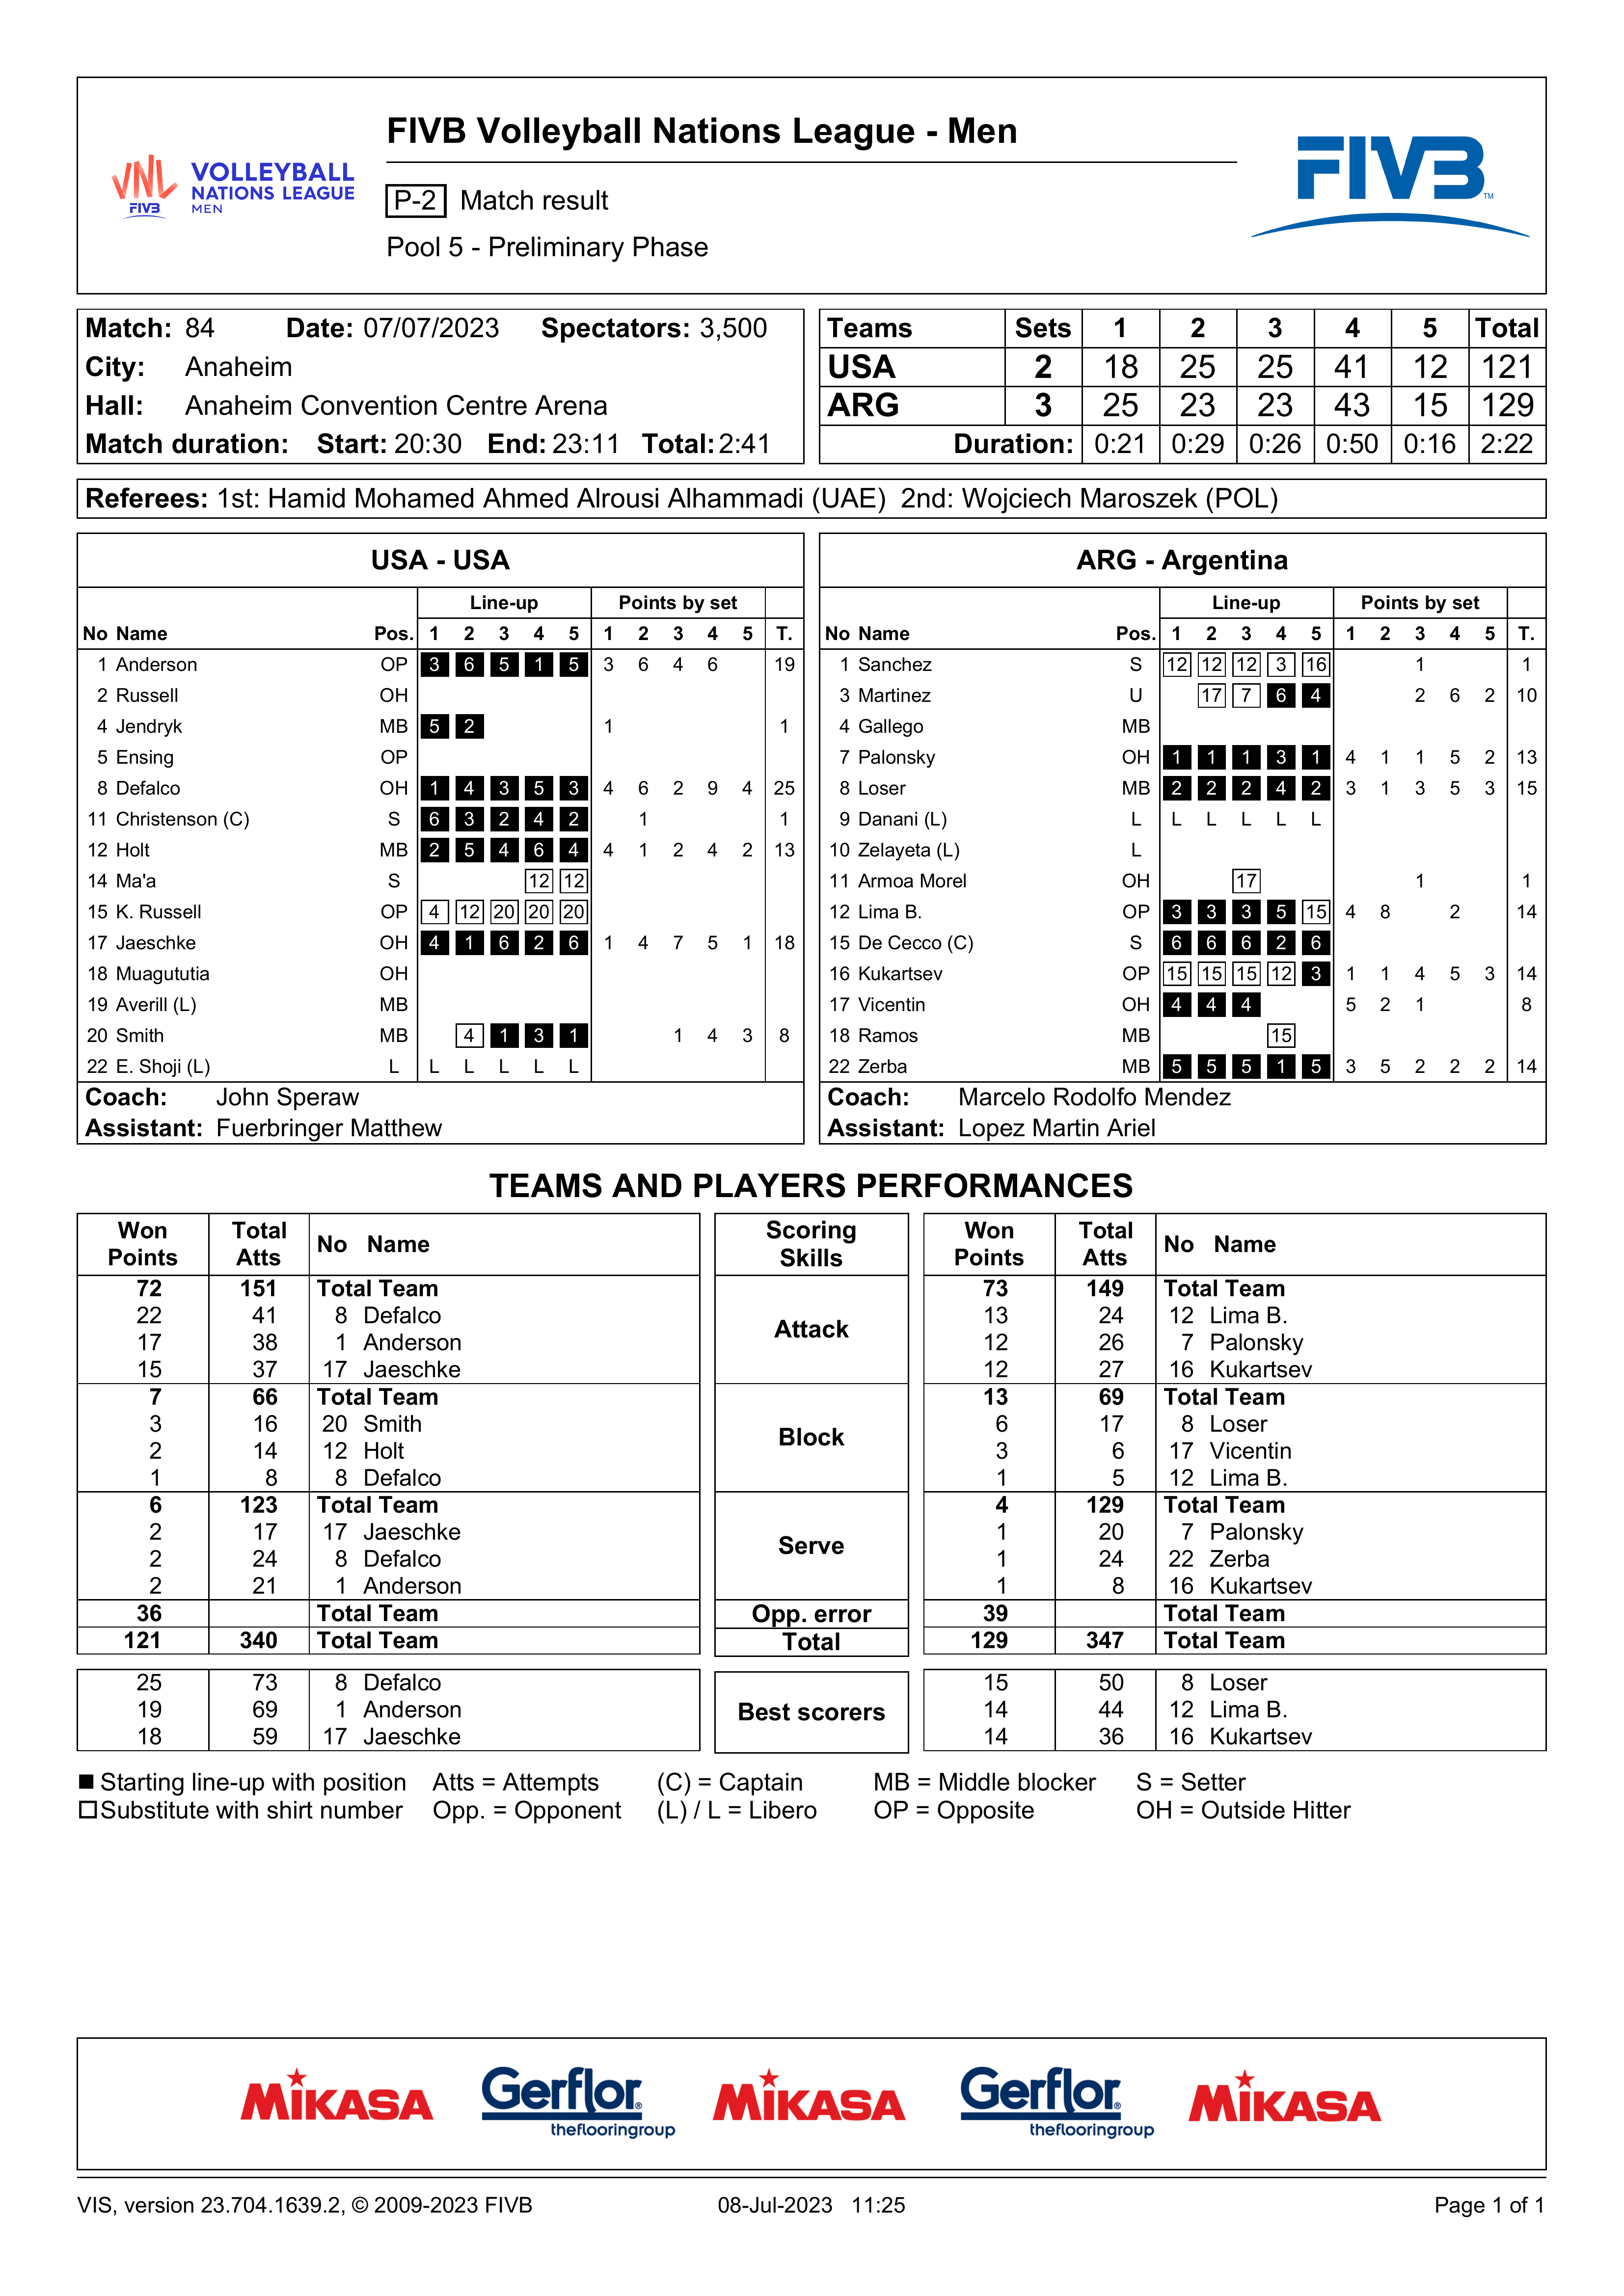 FIVB Volleyball Nations League - Men
VNL FIVB VOLLEYBALL NATIONS LEAGUE MEN
P-2 Match result
Pool 5 - Preliminary Phase
FIVB TM
Match: 84 Date: 07/07/2023 Spectators: 3,500
City: Anaheim
Hall: Anaheim Convention Centre Arena
Match duration: Start: 20:30 End: 23:11 Total: 2:41
Teams Sets 1 2 3 4 5 Total
USA 2 18 25 25 41 12 121
ARG 3 25 23 23 43 15 129
Duration: 0:21 0:29 0:26 0:50 0:16 2:22
Referees: 1st: Hamid Mohamed Ahmed Alrousi Alhammadi (UAE) 2nd: Wojciech Maroszek (POL)
USA - USA
Line-up Points by set
No Name Pos. 1 2 3 4 5 1 2 3 4 5 T.
1 Anderson OP 3 6 5 1 5 3 6 4 6 19
2 Russell OH
4 Jendryk MB 5 2 1 1
5 Ensing OP
8 Defalco OH 1 4 3 5 3 4 6 2 9 4 25
11 Christenson (C) S 6 3 2 4 2 1 1
12 Holt MB 2 5 4 6 4 4 1 2 4 2 13
14 Ma'a S 12 12
15 K. Russell OP 4 12 20 20 20
17 Jaeschke OH 4 1 6 2 6 1 4 7 5 1 18
18 Muagututia OH
19 Averill (L) MB
20 Smith MB 4 1 3 1 1 4 3 8
22 E. Shoji (L) L L L L L L
Coach: John Speraw
Assistant: Fuerbringer Matthew
ARG - Argentina
Line-up Points by set
No Name Pos. 1 2 3 4 5 1 2 3 4 5 T.
1 Sanchez S 12 12 12 3 16 1 1
3 Martinez U 17 7 6 4 2 6 2 10
4 Gallego MB
7 Palonsky OH 1 1 1 3 1 4 1 1 5 2 13
8 Loser MB 2 2 2 4 2 3 1 3 5 3 15
9 Danani (L) L L L L L L
10 Zelayeta (L) L
11 Armoa Morel OH 17 1 1
12 Lima B. OP 3 3 3 5 15 4 8 2 14
15 De Cecco (C) S 6 6 6 2 6
16 Kukartsev OP 15 15 15 12 3 1 1 4 5 3 14
17 Vicentin OH 4 4 4 5 2 1 8
18 Ramos MB 15
22 Zerba MB 5 5 5 1 5 3 5 2 2 2 14
Coach: Marcelo Rodolfo Mendez
Assistant: Lopez Martin Ariel
TEAMS AND PLAYERS PERFORMANCES
Won Points Total Atts No Name Scoring Skills Won Points Total Atts No Name
72 151 Total Team Attack 73 149 Total Team
22 41 8 Defalco 13 24 12 Lima B.
17 38 1 Anderson 12 26 7 Palonsky
15 37 17 Jaeschke 12 27 16 Kukartsev
7 66 Total Team Block 13 69 Total Team
3 16 20 Smith 6 17 8 Loser
2 14 12 Holt 3 6 17 Vicentin
1 8 8 Defalco 1 5 12 Lima B.
6 123 Total Team Serve 4 129 Total Team
2 17 17 Jaeschke 1 20 7 Palonsky
2 24 8 Defalco 1 24 22 Zerba
2 21 1 Anderson 1 8 16 Kukartsev
36 Total Team Opp. error 39 Total Team
121 340 Total Team Total 129 347 Total Team
25 73 8 Defalco Best scorers 15 50 8 Loser
19 69 1 Anderson 14 44 12 Lima B.
18 59 17 Jaeschke 14 36 16 Kukartsev
■ Starting line-up with position Atts = Attempts (C) = Captain MB = Middle blocker S = Setter
□ Substitute with shirt number Opp. = Opponent (L) / L = Libero OP = Opposite OH = Outside Hitter
MIKASA Gerflor® theflooringgroup MIKASA Gerflor® theflooringgroup MIKASA
VIS, version 23.704.1639.2, © 2009-2023 FIVB 08-Jul-2023 11:25 Page 1 of 1